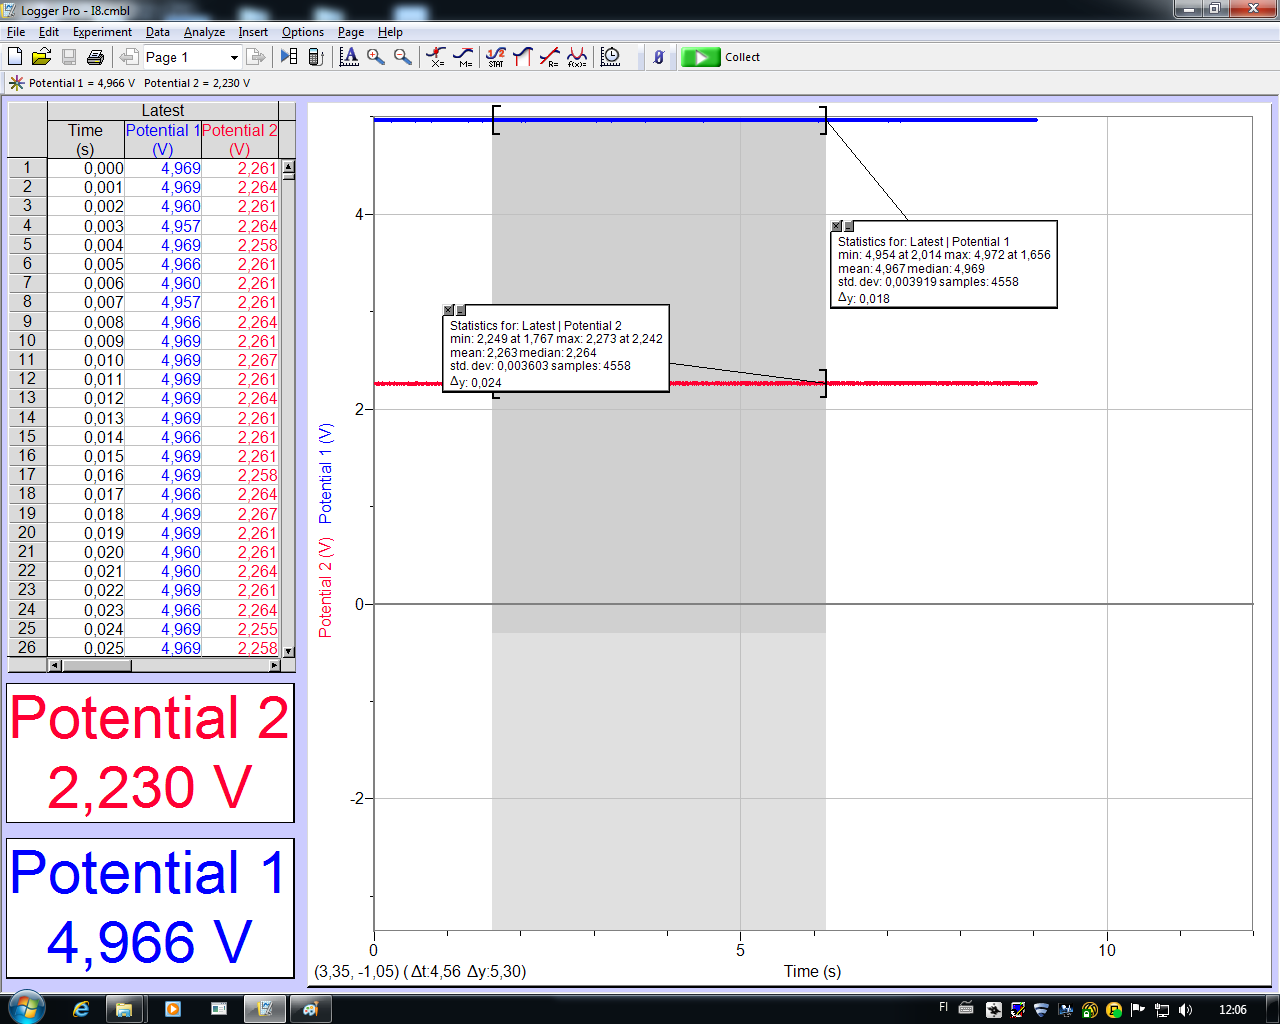 Logger Pro - I8.cmbl
File Edit Experiment Data Analyze Insert Options Page Help
Page 1 X= M= STAT R= f(x)= Collect
Potential 1 = 4,966 V Potential 2 = 2,230 V
Latest
Time Potential 1 Potential 2
(s) (V) (V)
1 0,000 4,969 2,261
2 0,001 4,969 2,264
3 0,002 4,960 2,261
4 0,003 4,957 2,264
5 0,004 4,969 2,258
6 0,005 4,966 2,261
7 0,006 4,960 2,261
8 0,007 4,957 2,261
9 0,008 4,966 2,264
10 0,009 4,969 2,261
11 0,010 4,969 2,267
12 0,011 4,969 2,261
13 0,012 4,969 2,264
14 0,013 4,969 2,261
15 0,014 4,966 2,261
16 0,015 4,969 2,261
17 0,016 4,969 2,258
18 0,017 4,966 2,264
19 0,018 4,969 2,267
20 0,019 4,969 2,261
21 0,020 4,960 2,261
22 0,021 4,960 2,264
23 0,022 4,969 2,261
24 0,023 4,966 2,264
25 0,024 4,969 2,255
26 0,025 4,969 2,258
Potential 2
2,230 V
Potential 1
4,966 V
Potential 2 (V) Potential 1 (V)
4
2
0
-2
Statistics for: Latest | Potential 1
min: 4,954 at 2,014 max: 4,972 at 1,656
mean: 4,967 median: 4,969
std. dev: 0,003919 samples: 4558
Δy: 0,018
Statistics for: Latest | Potential 2
min: 2,249 at 1,767 max: 2,273 at 2,242
mean: 2,263 median: 2,264
std. dev: 0,003603 samples: 4558
Δy: 0,024
0 5 10
(3,35, -1,05) ( Δt:4,56 Δy:5,30)
Time (s)
FI 12:06